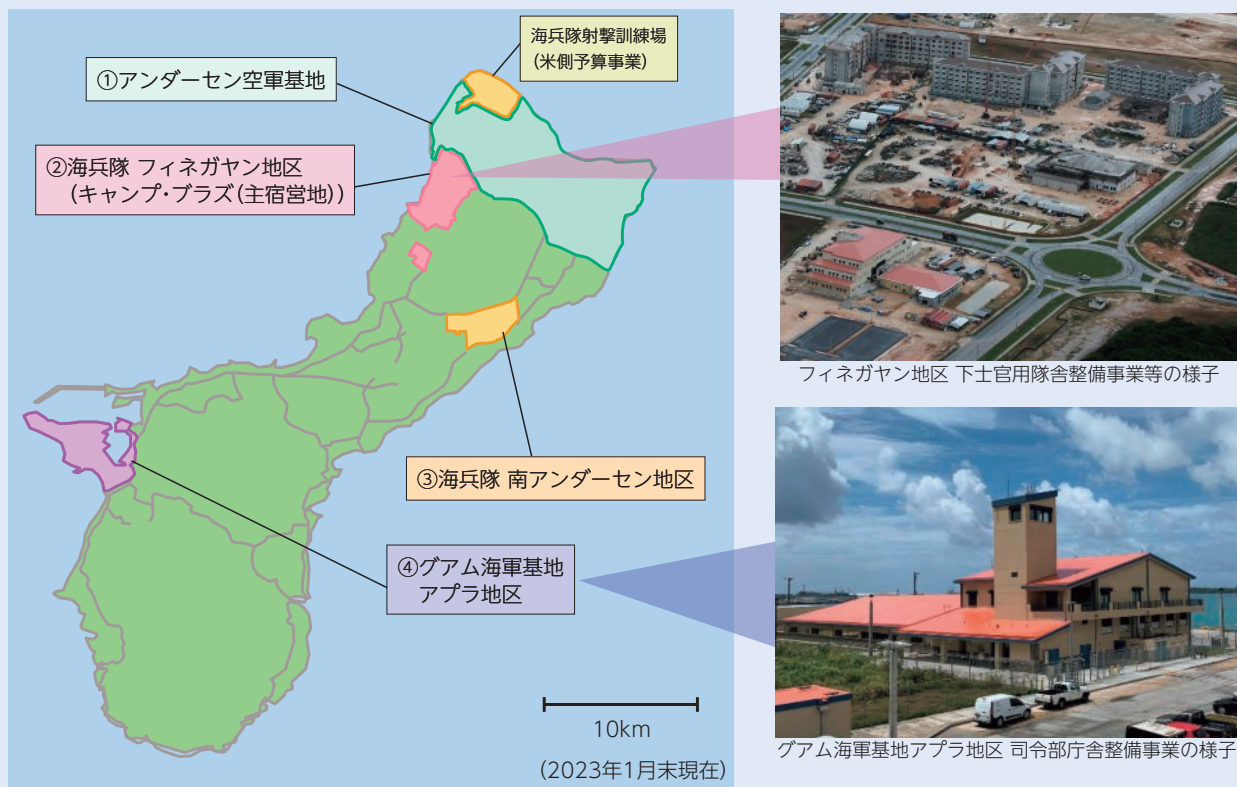 海兵隊射撃訓練場
(米側予算事業)
①アンダーセン空軍基地
②海兵隊 フィネガヤン地区
(キャンプ・ブラズ(主宿営地))
③海兵隊 南アンダーセン地区
④グアム海軍基地
アプラ地区
10km
(2023年1月末現在)
フィネガヤン地区 下士官用隊舎整備事業等の様子
グアム海軍基地アプラ地区 司令部庁舎整備事業の様子